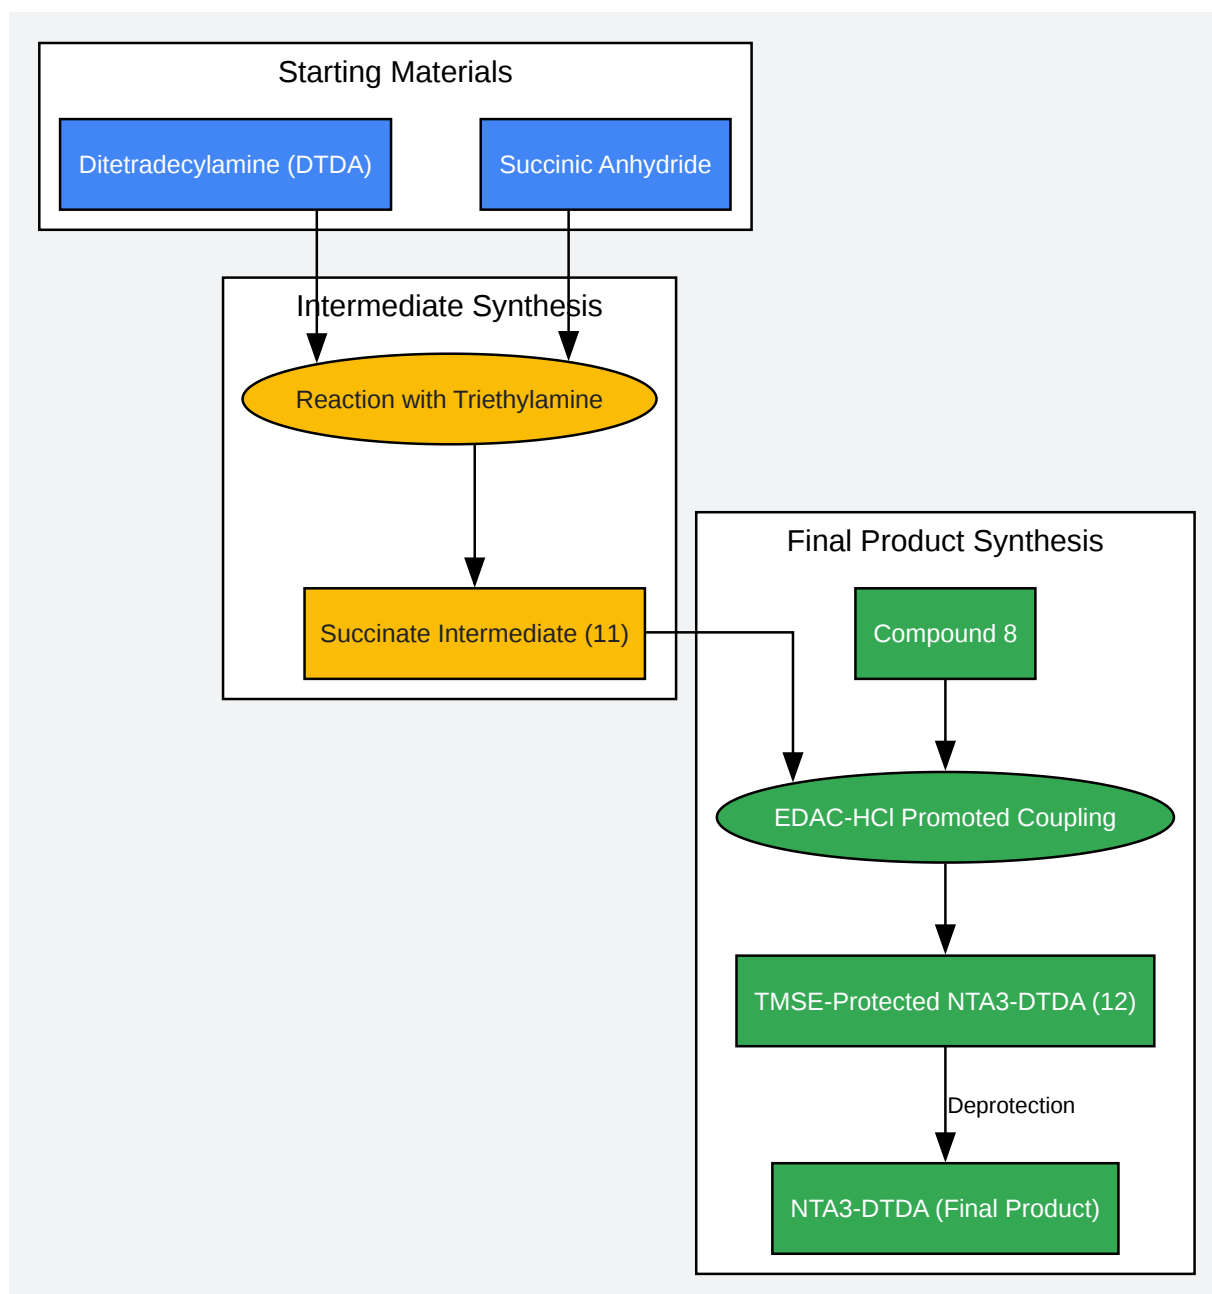 Starting Materials
Ditetradecylamine (DTDA)
Succinic Anhydride
Intermediate Synthesis
Reaction with Triethylamine
Succinate Intermediate (11)
Final Product Synthesis
Compound 8
EDAC-HCl Promoted Coupling
TMSE-Protected NTA3-DTDA (12)
Deprotection
NTA3-DTDA (Final Product)